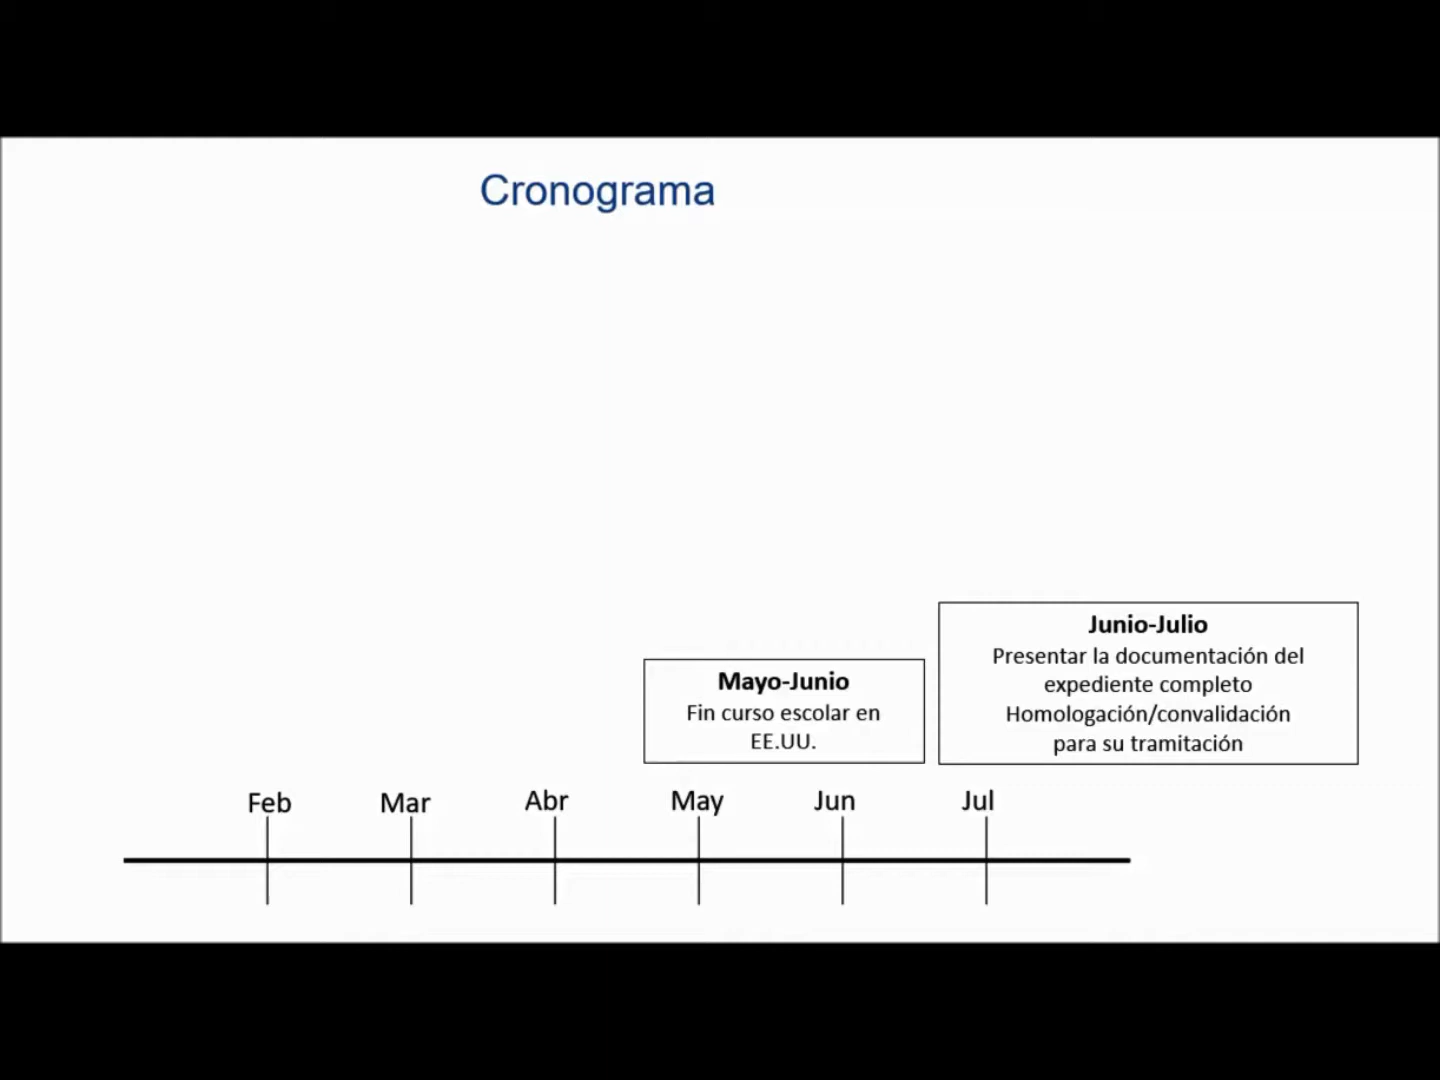 Cronograma
Junio-Julio
Presentar la documentación del
expediente completo
Homologación/convalidación
para su tramitación
Mayo-Junio
Fin curso escolar en
EE.UU.
Feb Mar Abr May Jun Jul